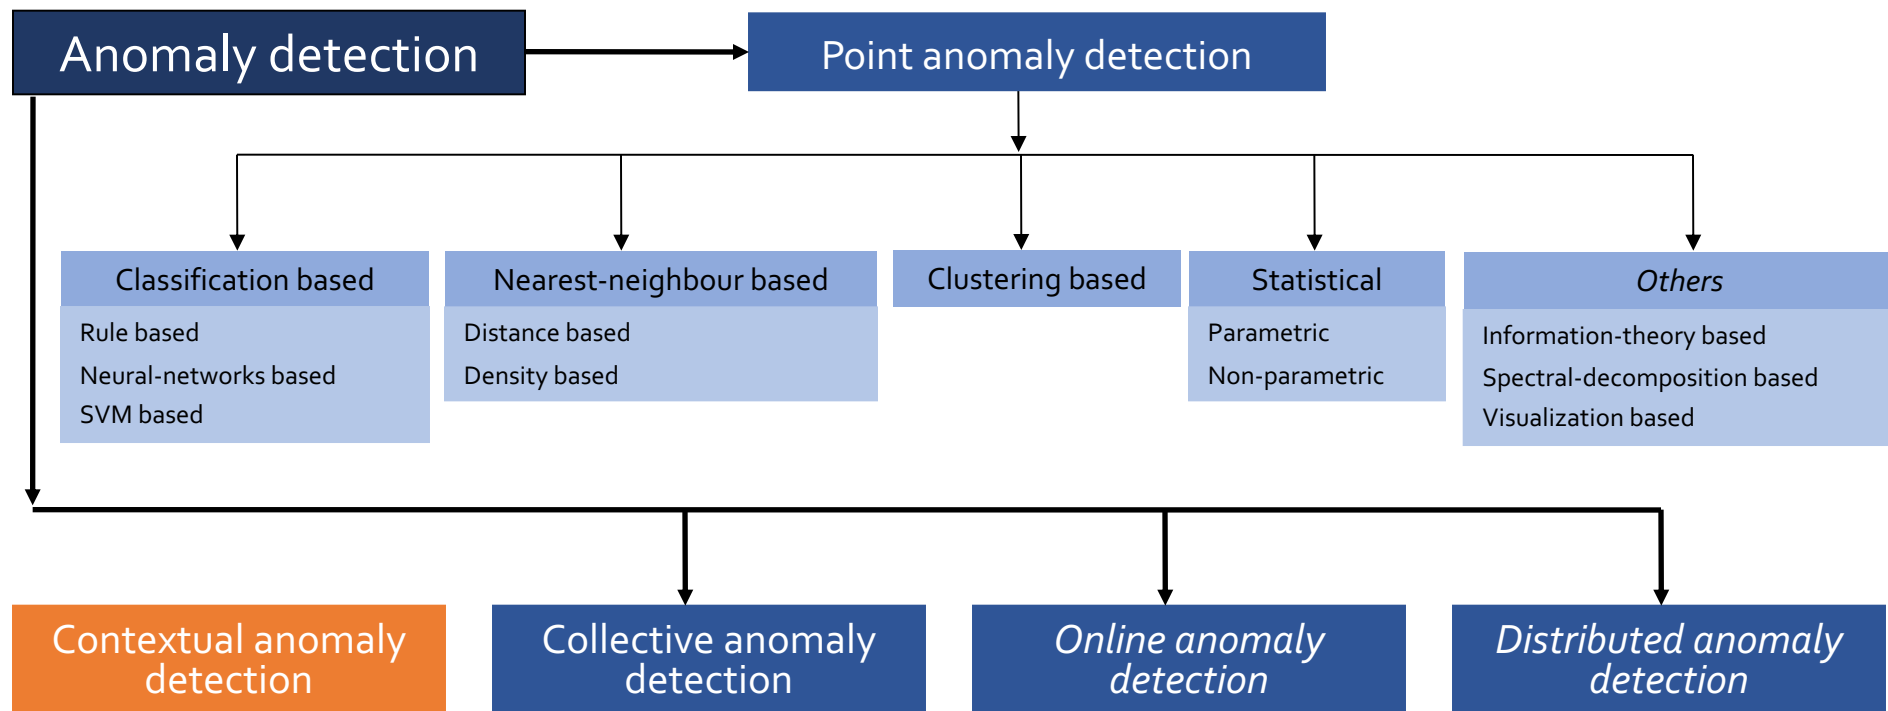 Anomaly detection
Point anomaly detection
Classification based
Rule based
Neural-networks based
SVM based
Nearest-neighbour based
Distance based
Density based
Clustering based
Statistical
Parametric
Non-parametric
Others
Information-theory based
Spectral-decomposition based
Visualization based
Contextual anomaly
detection
Collective anomaly
detection
Online anomaly
detection
Distributed anomaly
detection